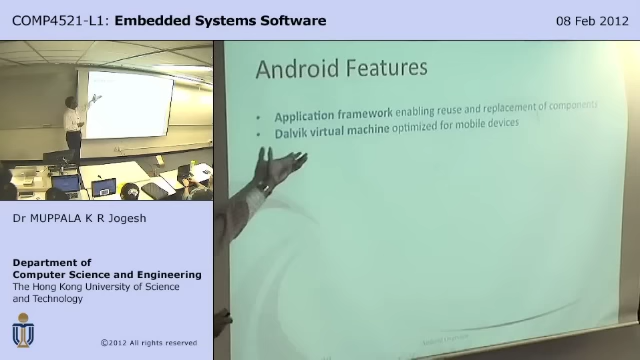 COMP4521-L1: Embedded Systems Software
08 Feb 2012
Android Features
• Application framework enabling reuse and replacement of components
• Dalvik virtual machine optimized for mobile devices
Dr MUPPALA K R Jogesh
Department of
Computer Science and Engineering
The Hong Kong University of Science
and Technology
©2012 All rights reserved